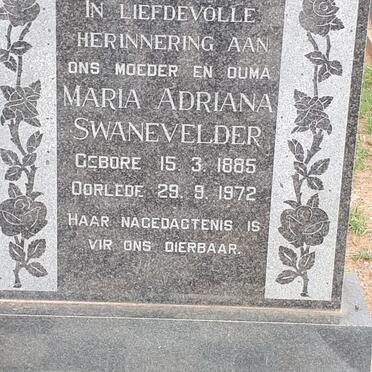 IN LIEFDEVOLLE
HERINNERING AAN
ONS MOEDER EN OUMA
MARIA ADRIANA
SWANEVELDER
GEBORE 15. 3. 1885
OORLEDE 29. 9. 1972
HAAR NAGEDACTENIS IS
VIR ONS DIERBAAR.